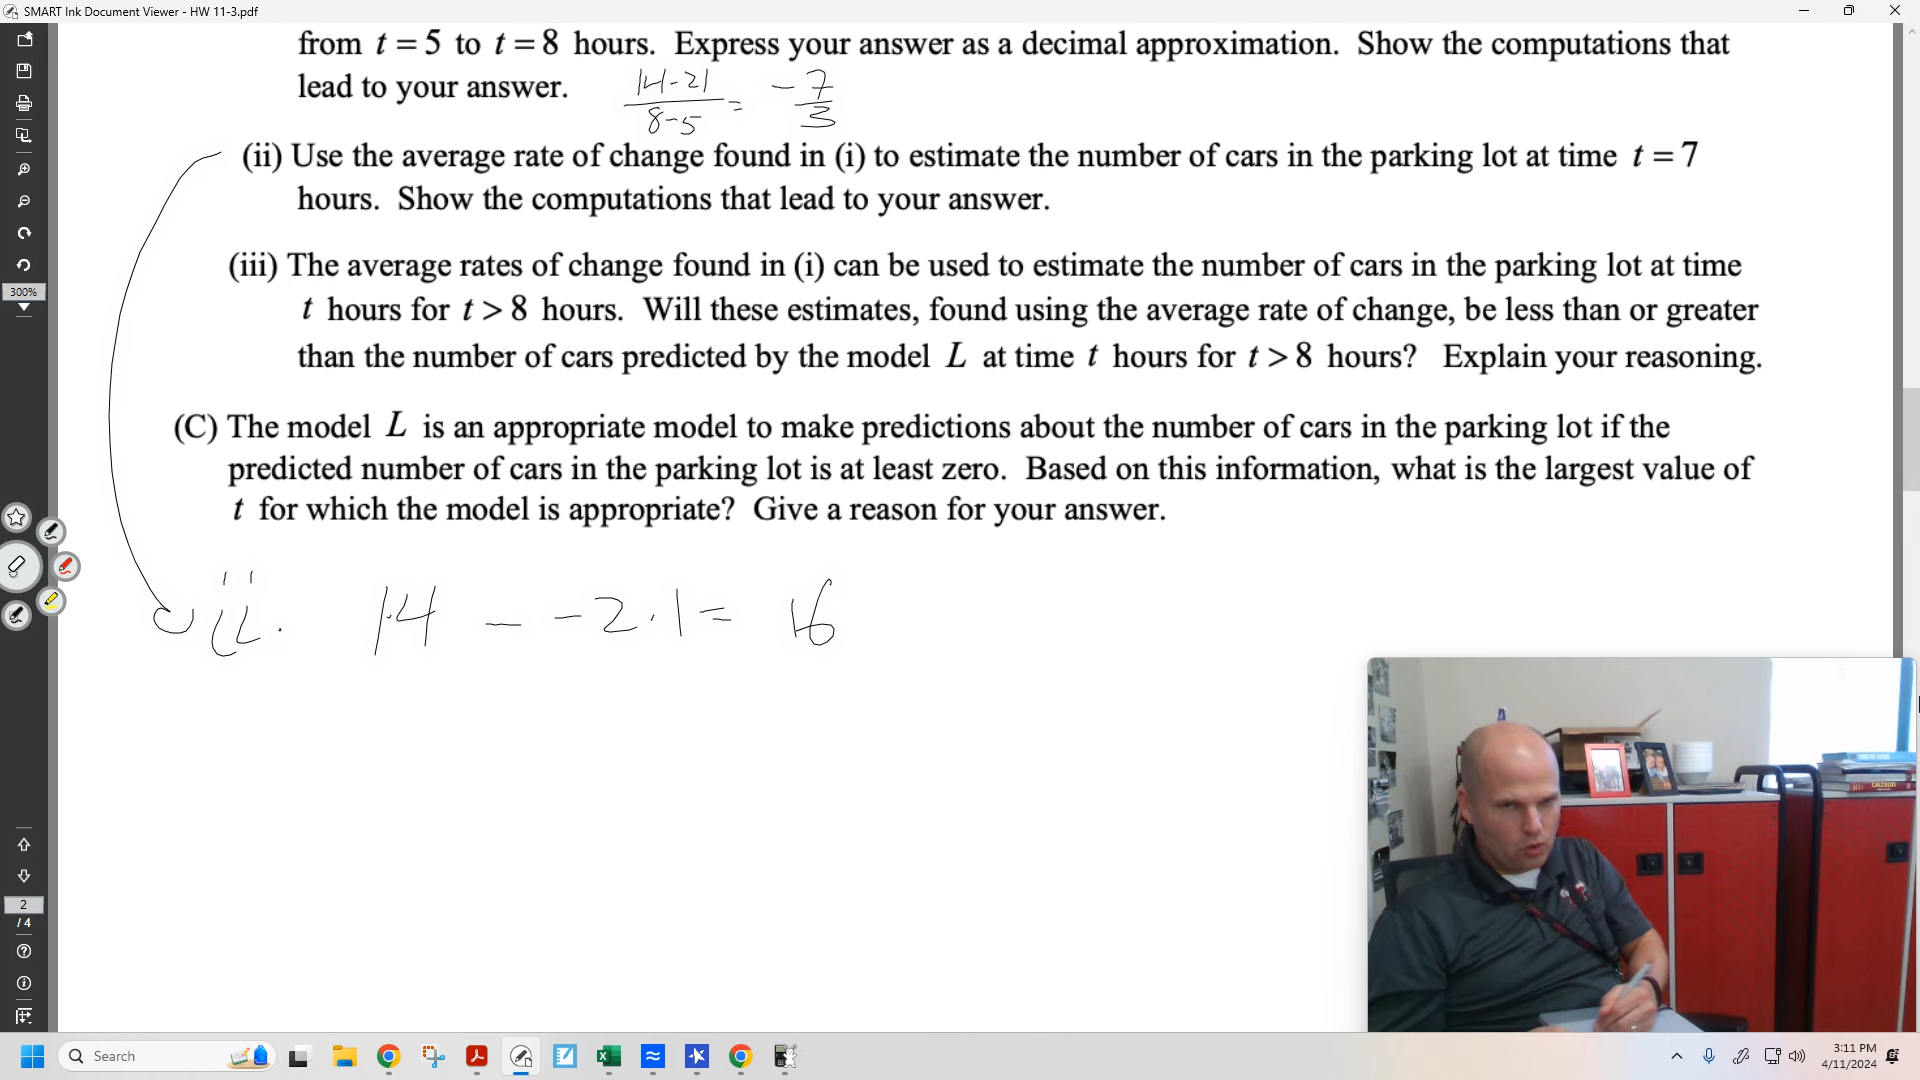 SMART Ink Document Viewer - HW 11-3.pdf
from t = 5 to t = 8 hours. Express your answer as a decimal approximation. Show the computations that
lead to your answer.
14-21
8-5
= -7
3
(ii) Use the average rate of change found in (i) to estimate the number of cars in the parking lot at time t = 7
hours. Show the computations that lead to your answer.
(iii) The average rates of change found in (i) can be used to estimate the number of cars in the parking lot at time
t hours for t > 8 hours. Will these estimates, found using the average rate of change, be less than or greater
than the number of cars predicted by the model L at time t hours for t > 8 hours? Explain your reasoning.
(C) The model L is an appropriate model to make predictions about the number of cars in the parking lot if the
predicted number of cars in the parking lot is at least zero. Based on this information, what is the largest value of
t for which the model is appropriate? Give a reason for your answer.
ii. 14 - -2.1 = 16
300%
2
/ 4
CALCULUS
Search
3:11 PM
4/11/2024